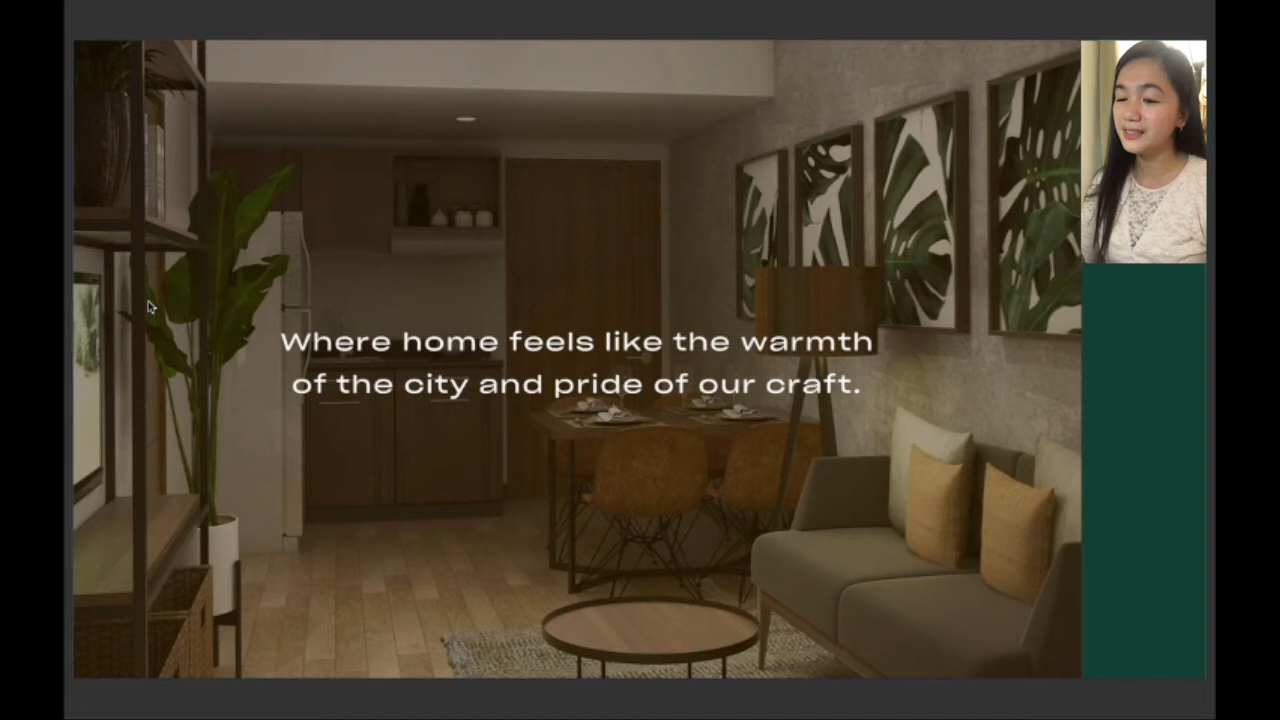 Where home feels like the warmth
of the city and pride of our craft.